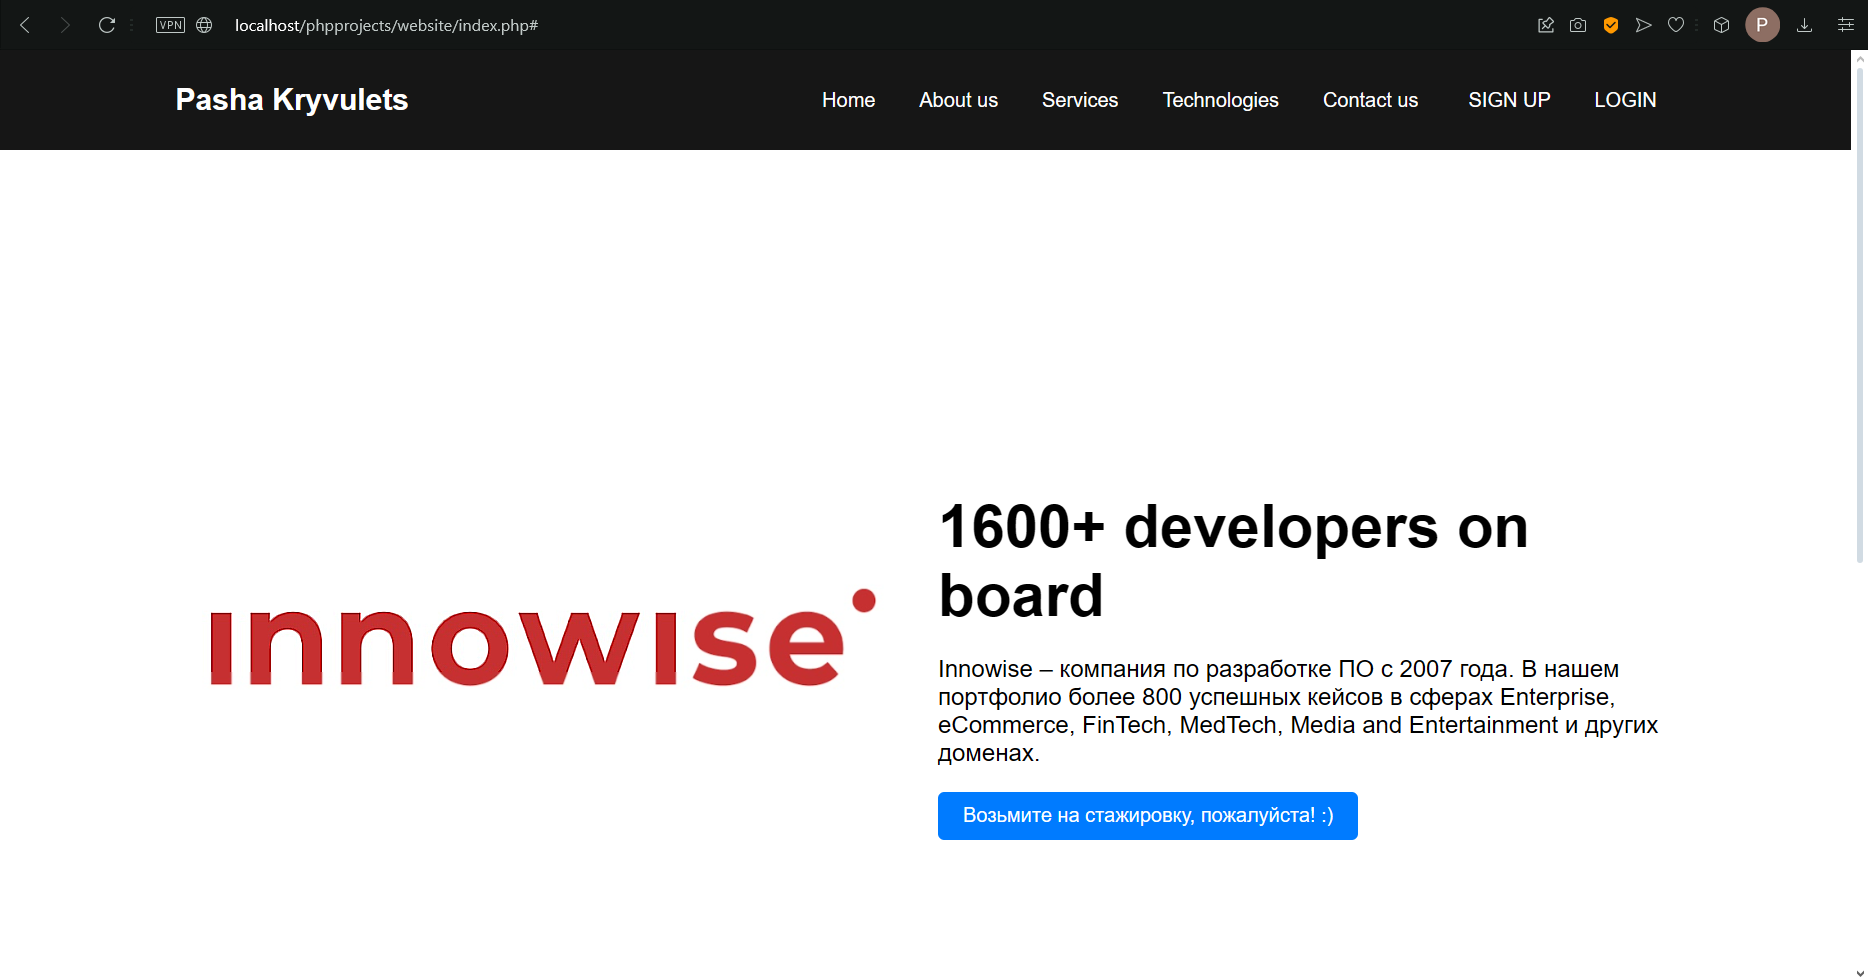 VPN
localhost/phpprojects/website/index.php#
P
Pasha Kryvulets
Home About us Services Technologies Contact us SIGN UP LOGIN
innowise
1600+ developers on
board
Innowise – компания по разработке ПО с 2007 года. В нашем
портфолио более 800 успешных кейсов в сферах Enterprise,
eCommerce, FinTech, MedTech, Media and Entertainment и других
доменах.
Возьмите на стажировку, пожалуйста! :)